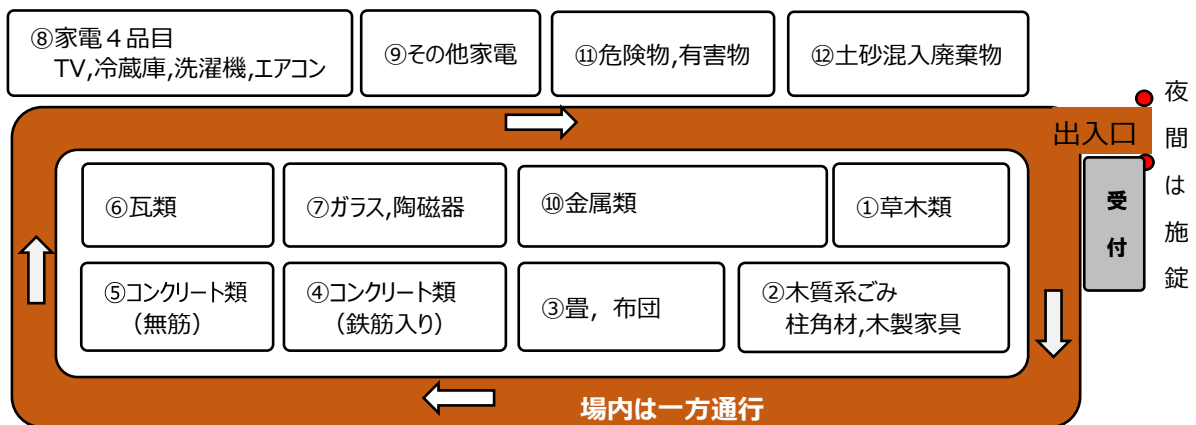 ⑧家電４品目
TV,冷蔵庫,洗濯機,エアコン
⑨その他家電
⑪危険物,有害物
⑫土砂混入廃棄物
出入口
夜間は施錠
受付
⑥瓦類
⑦ガラス,陶磁器
⑩金属類
①草木類
⑤コンクリート類
（無筋）
④コンクリート類
（鉄筋入り）
③畳，布団
②木質系ごみ
柱角材,木製家具
場内は一方通行